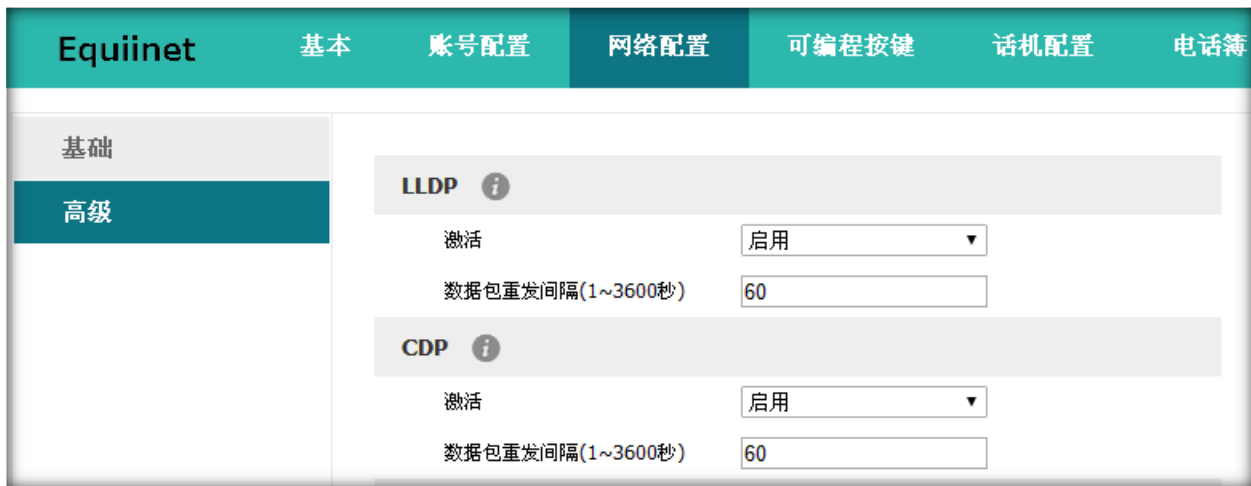 Equiinet 基本 账号配置 网络配置 可编程按键 话机配置 电话簿
基础
高级
LLDP
激活 启用
数据包重发间隔(1~3600秒) 60
CDP
激活 启用
数据包重发间隔(1~3600秒) 60